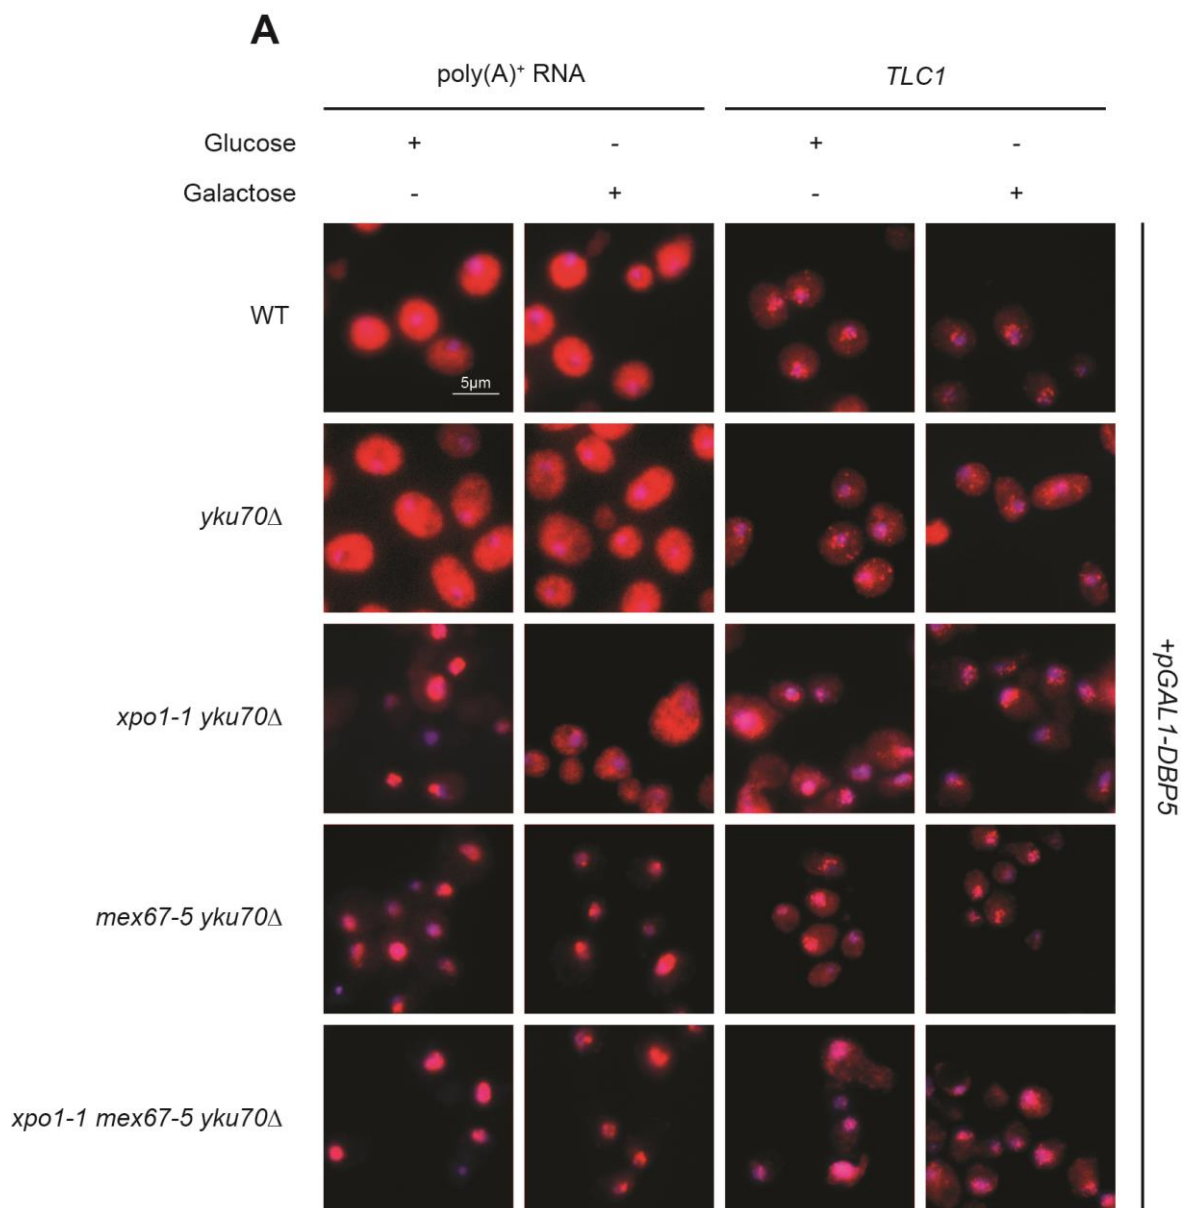 A
poly(A)⁺ RNA TLC1
Glucose + - + -
Galactose - + - +
WT
5µm
yku70Δ
xpo1-1 yku70Δ
mex67-5 yku70Δ
xpo1-1 mex67-5 yku70Δ
+pGAL1-DBP5